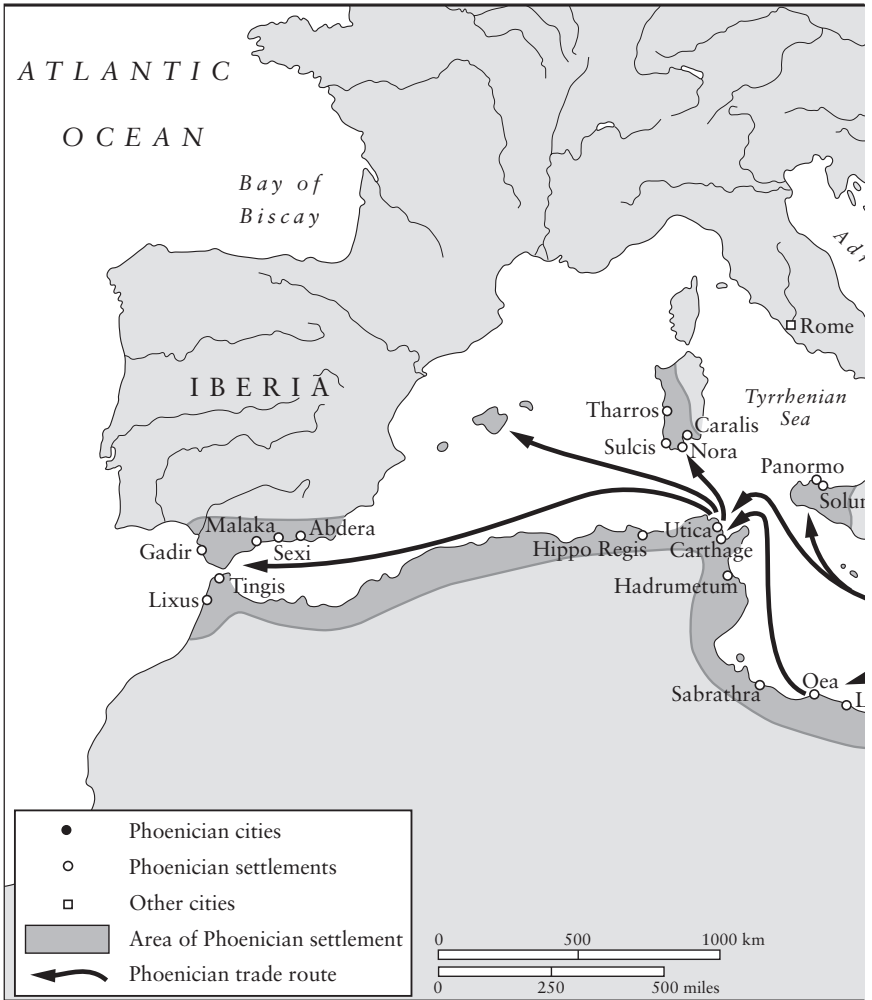 ATLANTIC
OCEAN
Bay of
Biscay
Adr
Rome
IBERIA
Tyrrhenian
Sea
Tharros
Caralis
Sulcis
Nora
Panormo
Solun
Malaka
Abdera
Gadir
Sexi
Utica
Hippo Regis
Carthage
Tingis
Hadrumetum
Lixus
Oea
Sabrathra
L
Phoenician cities
Phoenician settlements
Other cities
Area of Phoenician settlement
Phoenician trade route
0 500 1000 km
0 250 500 miles